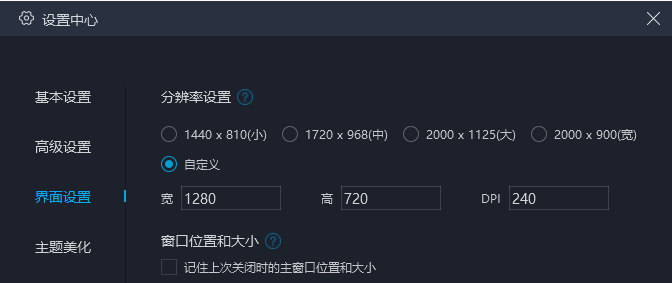 设置中心
基本设置
高级设置
界面设置
主题美化
分辨率设置 ?
1440 x 810(小) 1720 x 968(中) 2000 x 1125(大) 2000 x 900(宽)
自定义
宽 1280 高 720 DPI 240
窗口位置和大小 ?
记住上次关闭时的主窗口位置和大小